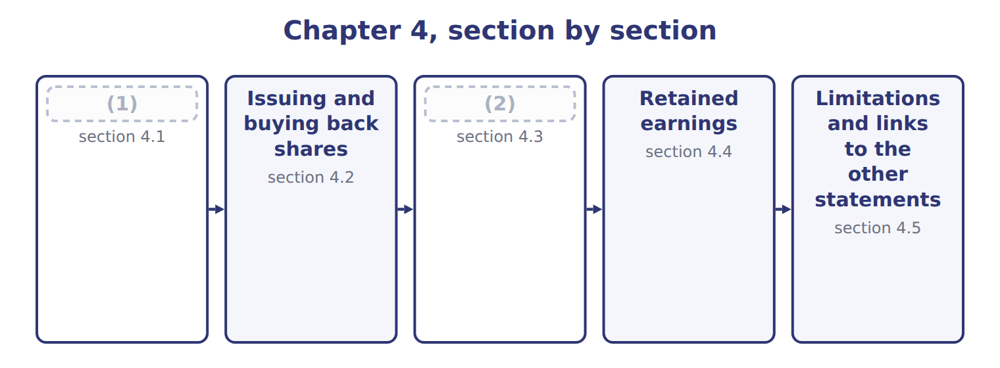 Chapter 4, section by section
(1)
section 4.1
Issuing and
buying back
shares
section 4.2
(2)
section 4.3
Retained
earnings
section 4.4
Limitations
and links
to the
other
statements
section 4.5